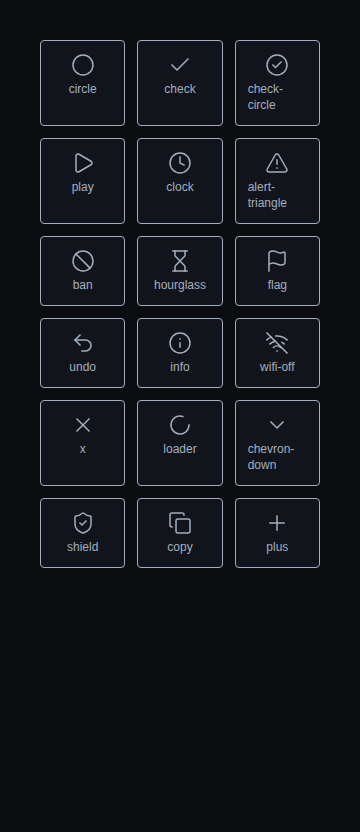 circle
check
check-
circle
play
clock
alert-
triangle
ban
hourglass
flag
undo
info
wifi-off
x
loader
chevron-
down
shield
copy
plus